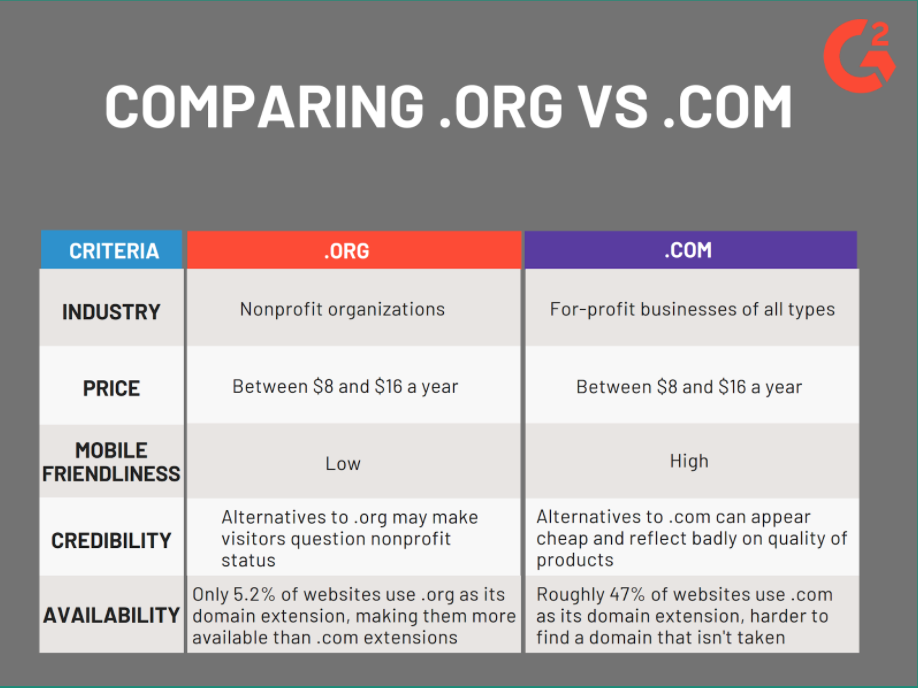 G2
COMPARING .ORG VS .COM
CRITERIA
.ORG
.COM
INDUSTRY
Nonprofit organizations
For-profit businesses of all types
PRICE
Between $8 and $16 a year
Between $8 and $16 a year
MOBILE
FRIENDLINESS
Low
High
CREDIBILITY
Alternatives to .org may make
visitors question nonprofit
status
Alternatives to .com can appear
cheap and reflect badly on quality of
products
AVAILABILITY
Only 5.2% of websites use .org as its
domain extension, making them more
available than .com extensions
Roughly 47% of websites use .com
as its domain extension, harder to
find a domain that isn't taken